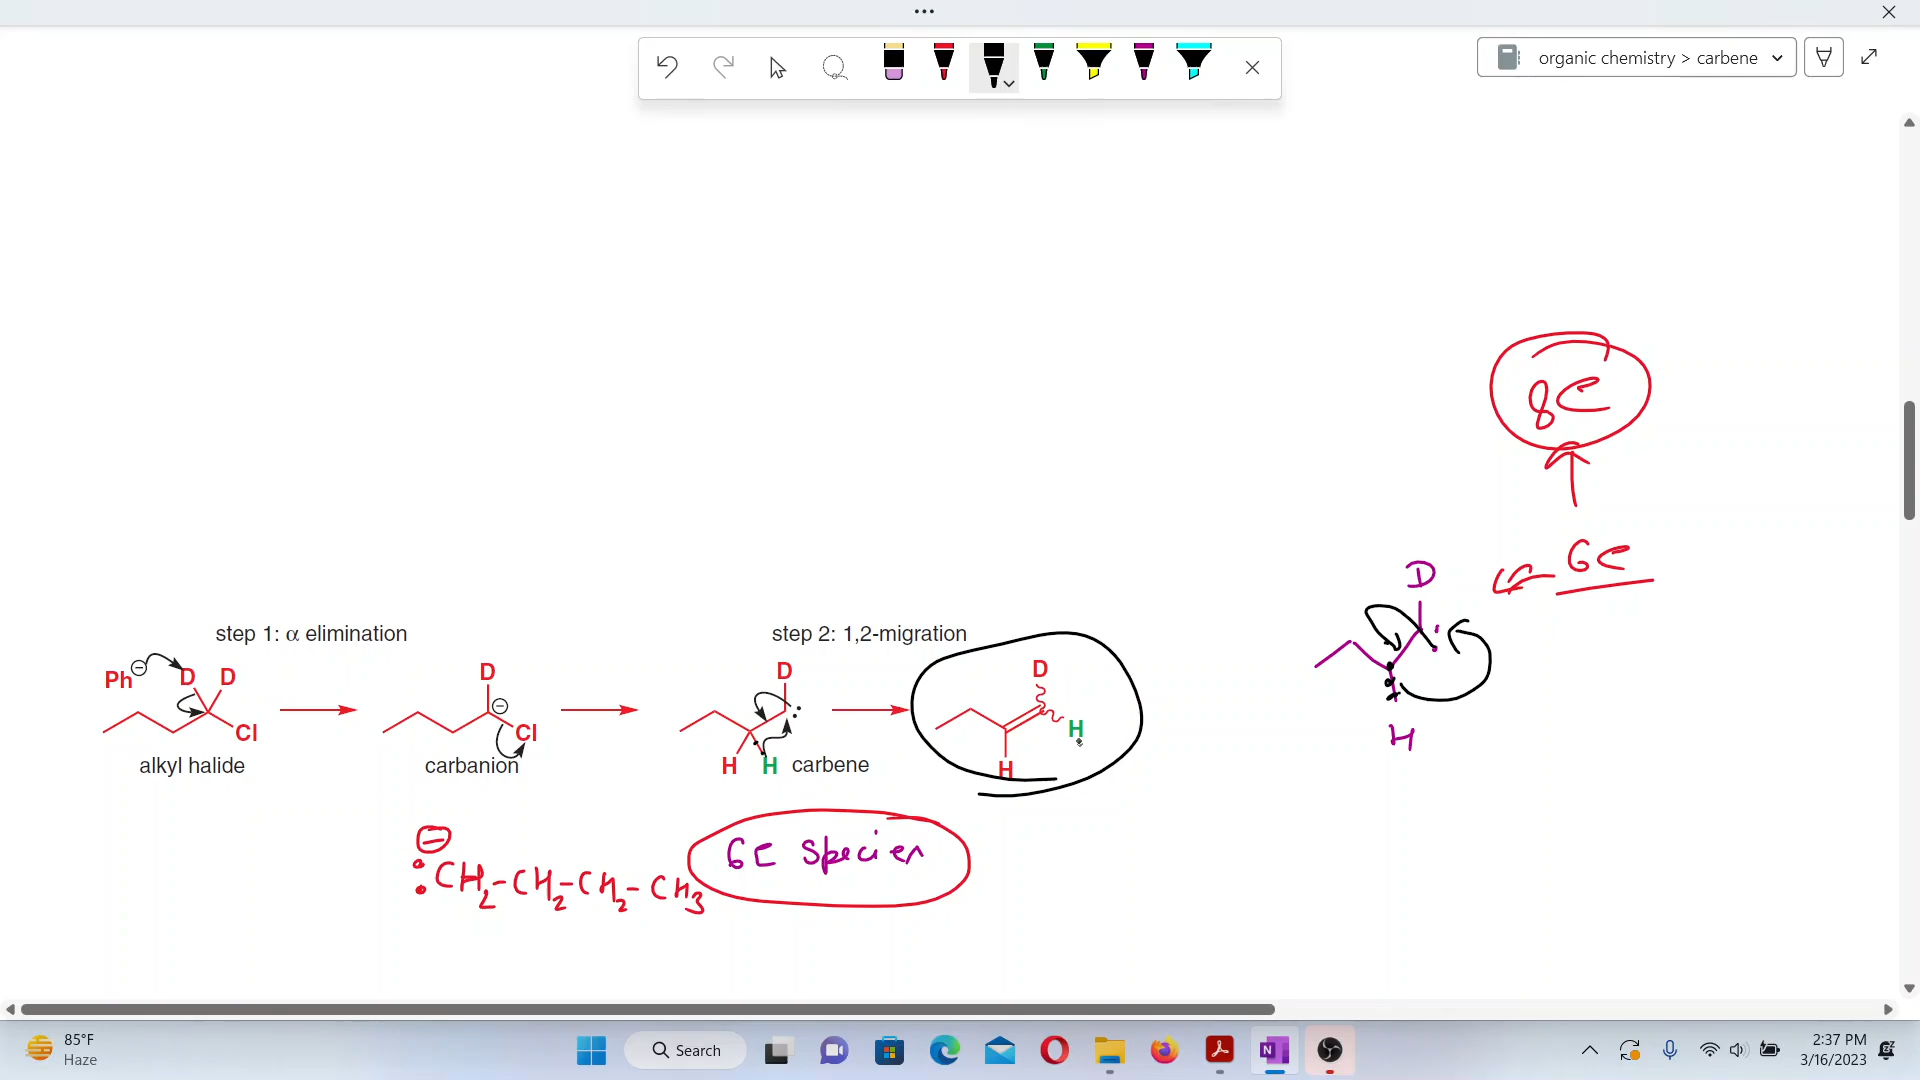 organic chemistry > carbene
8e
6e
D
H
step 1: α elimination
step 2: 1,2-migration
Ph ⊖ D D Cl
D ⊖ Cl
D H H
D H H
alkyl halide
carbanion
carbene
⊖
:CH2-CH2-CH2-CH3
6E Species
85°F
Haze
Search
2:37 PM
3/16/2023